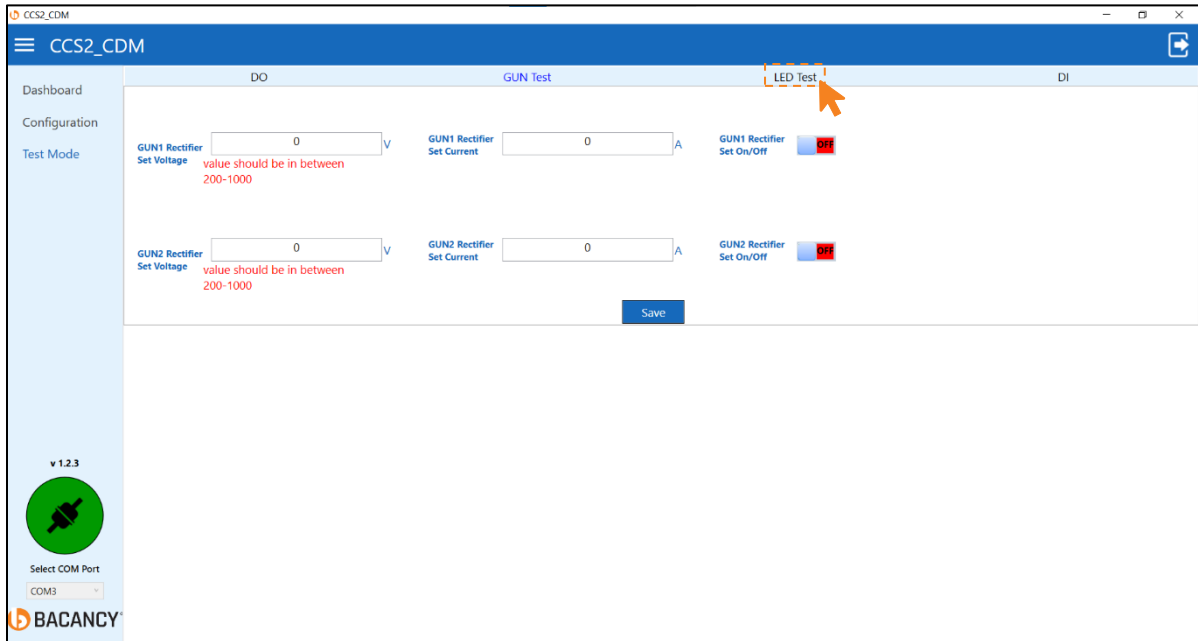 CCS2_CDM
CCS2_CDM
Dashboard
Configuration
Test Mode
DO
GUN Test
LED Test
DI
GUN1 Rectifier
Set Voltage
0
V
value should be in between
200-1000
GUN1 Rectifier
Set Current
0
A
GUN1 Rectifier
Set On/Off
OFF
GUN2 Rectifier
Set Voltage
0
V
value should be in between
200-1000
GUN2 Rectifier
Set Current
0
A
GUN2 Rectifier
Set On/Off
OFF
Save
v 1.2.3
Select COM Port
COM3
BACANCY